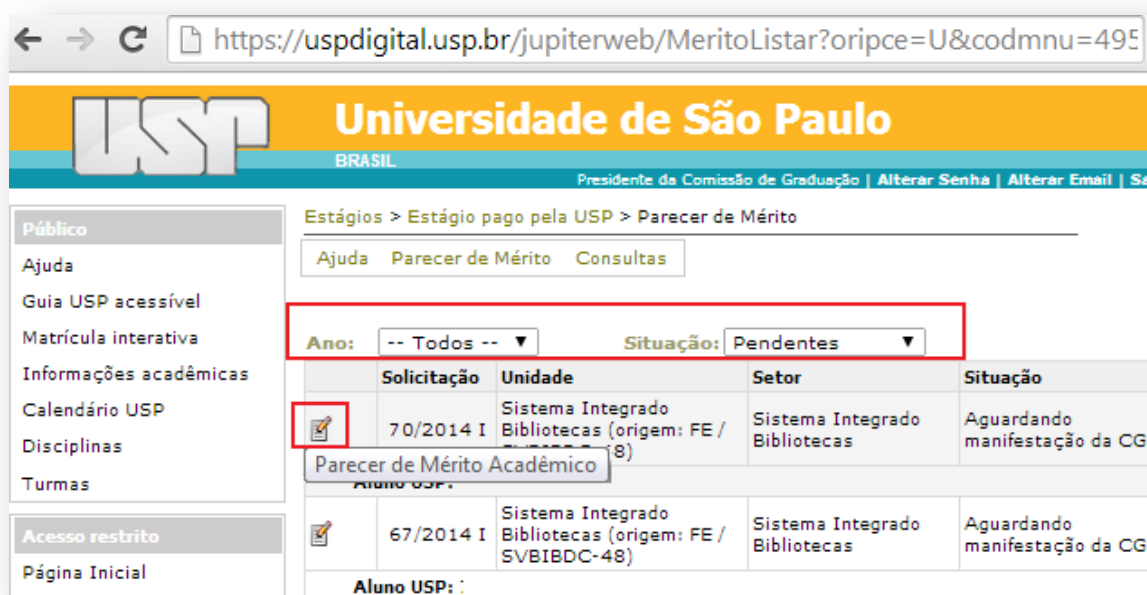 https://uspdigital.usp.br/jupiterweb/MeritoListar?oripce=U&codmnu=495
USP
Universidade de São Paulo
BRASIL
Presidente da Comissão de Graduação | Alterar Senha | Alterar Email |
Público
Ajuda
Guia USP acessível
Matrícula interativa
Informações acadêmicas
Calendário USP
Disciplinas
Turmas
Acesso restrito
Página Inicial
Estágios > Estágio pago pela USP > Parecer de Mérito
Ajuda Parecer de Mérito Consultas
Ano: -- Todos -- ▼ Situação: Pendentes ▼
Solicitação Unidade Setor Situação
70/2014 I Sistema Integrado Bibliotecas (origem: FE / Sistema Integrado Bibliotecas Aguardando manifestação da CG
Parecer de Mérito Acadêmico
Aluno USP:
67/2014 I Sistema Integrado Bibliotecas (origem: FE / SVBIBDC-48) Sistema Integrado Bibliotecas Aguardando manifestação da CG
Aluno USP: